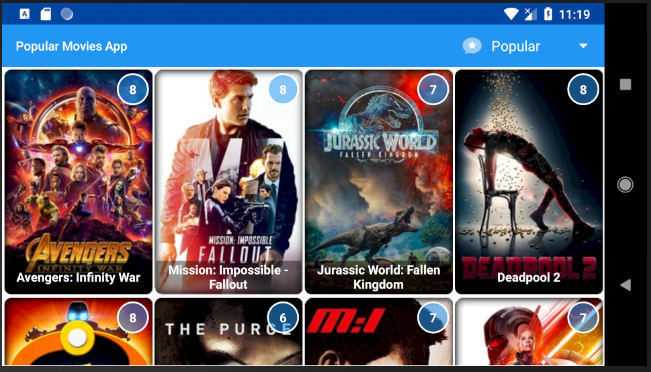 A
11:19
Popular Movies App
Popular
8
8
7
8
AVENGERS
INFINITY WAR
Avengers: Infinity War
MISSION: IMPOSSIBLE
FALLOUT
Mission: Impossible -
Fallout
JURASSIC WORLD
FALLEN KINGDOM
Jurassic World: Fallen
Kingdom
DEADPOOL 2
Deadpool 2
8
THE PURGE
6
M:I
7
7